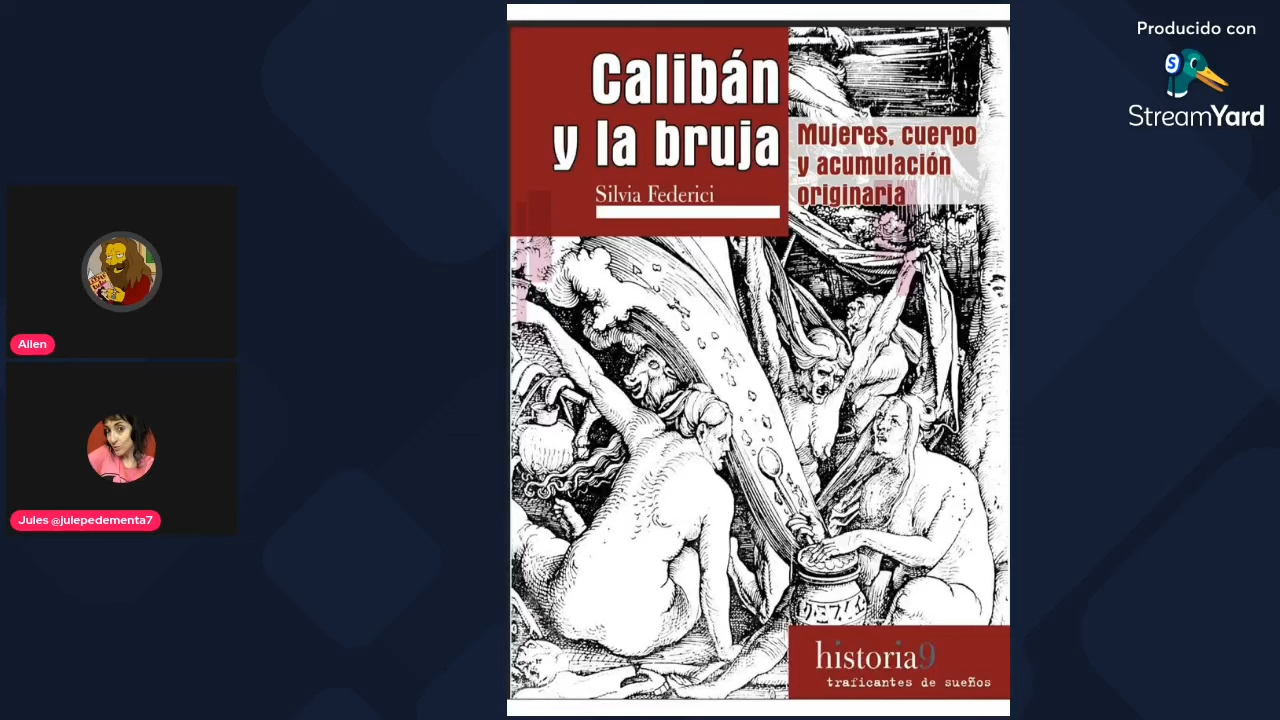 Producido con
StreamYard
Calibán
y la bruja
Silvia Federici
Mujeres, cuerpo
y acumulación
originaria
Allen
Jules @julepedementa7
historia9
traficantes de sueños